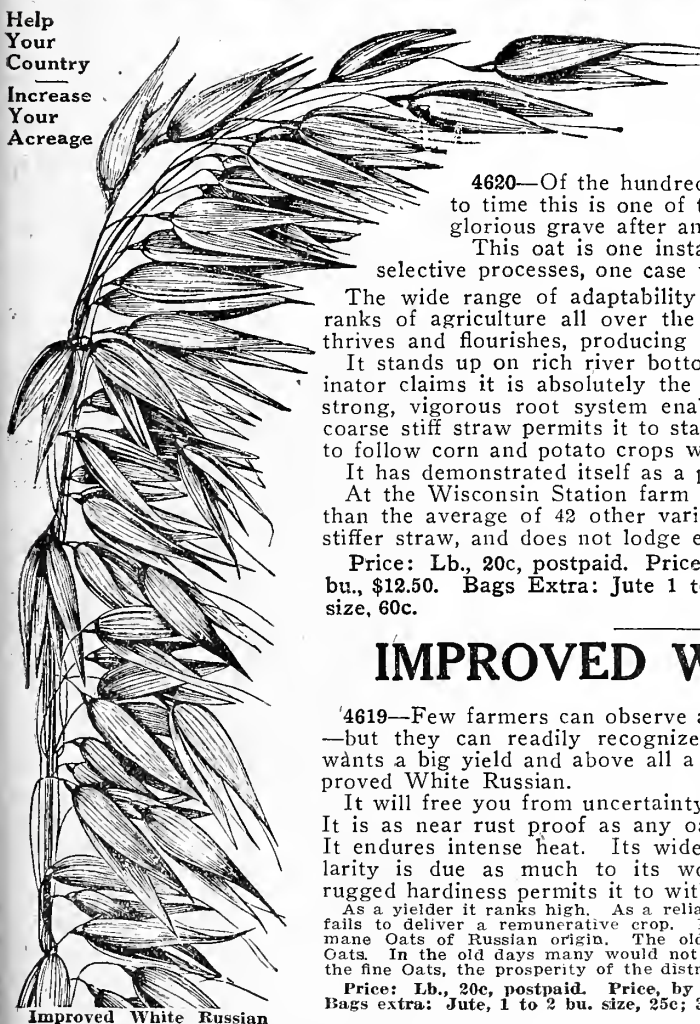 Help
Your
Country
Increase
Your
Acreage
4620—Of the hundred
to time this is one of
glorious grave after an
This oat is one insta
selective processes, one case
The wide range of adaptability
ranks of agriculture all over the
thrives and flourishes, producing
It stands up on rich river botto
inator claims it is absolutely the
strong, vigorous root system ena
coarse stiff straw permits it to sta
to follow corn and potato crops w
It has demonstrated itself as a p
At the Wisconsin Station farm
than the average of 42 other vari
stiffer straw, and does not lodge e
Price: Lb., 20c, postpaid. Price
bu., $12.50. Bags Extra: Jute 1 t
size, 60c.
IMPROVED W
4619—Few farmers can observe a
—but they can readily recognize
wants a big yield and above all a
proved White Russian.
It will free you from uncertainty
It is as near rust proof as any o
It endures intense heat. Its wide
larity is due as much to its wo
rugged hardiness permits it to wit
As a yielder it ranks high. As a relia
fails to deliver a remunerative crop.
mane Oats of Russian origin. The old
Oats. In the old days many would not
the fine Oats, the prosperity of the distr
Price: Lb., 20c, postpaid. Price, by
Bags extra: Jute, 1 to 2 bu. size, 25c; 3
Improved White Russian